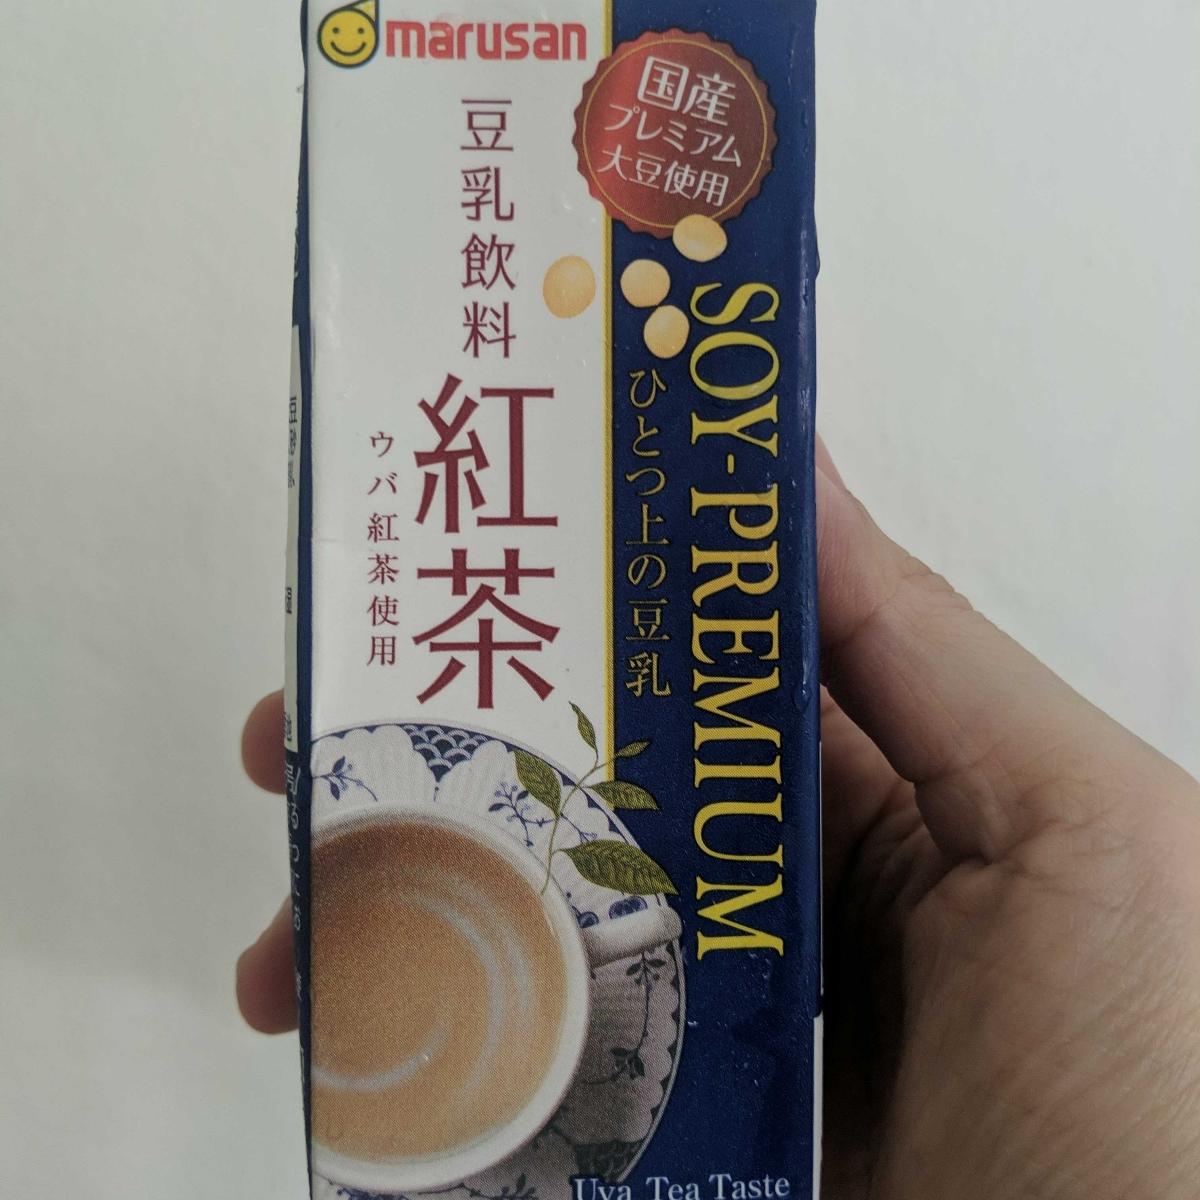 marusan
国産
プレミアム
大豆使用
豆乳飲料
紅茶
ウバ紅茶使用
SOY-PREMIUM
ひとつ上の豆乳
Uva Tea Taste